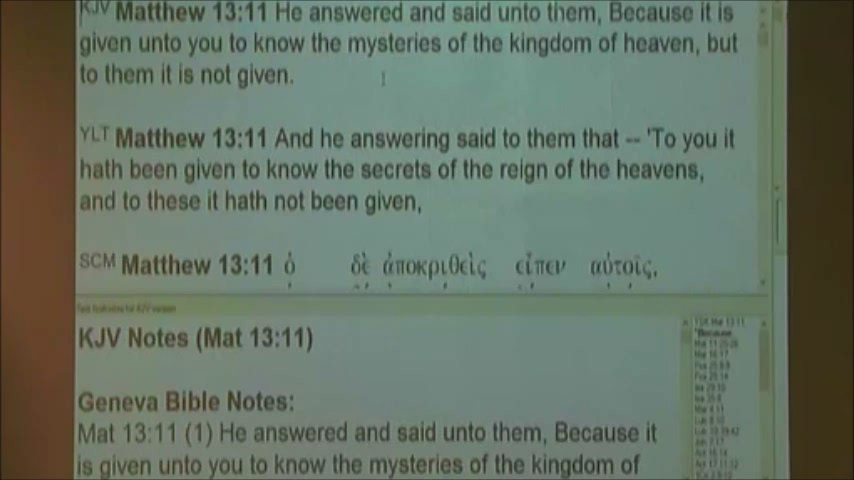 KJV Matthew 13:11 He answered and said unto them, Because it is
given unto you to know the mysteries of the kingdom of heaven, but
to them it is not given.
YLT Matthew 13:11 And he answering said to them that -- 'To you it
hath been given to know the secrets of the reign of the heavens,
and to these it hath not been given,
SCM Matthew 13:11 ὁ δὲ ἀποκριθεὶς εἶπεν αὐτοῖς,
KJV Notes (Mat 13:11)
Geneva Bible Notes:
Mat 13:11 (1) He answered and said unto them, Because it
is given unto you to know the mysteries of the kingdom of